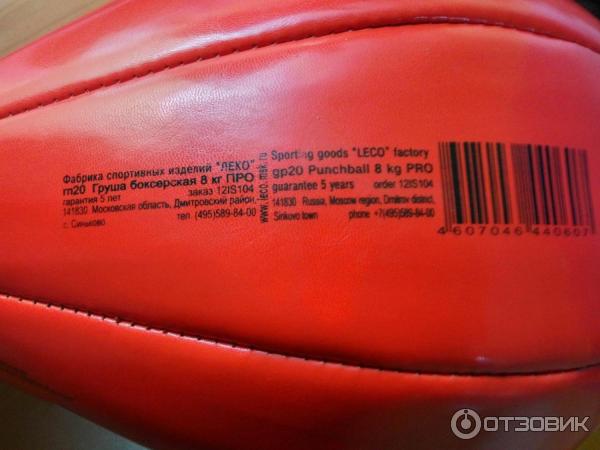 Фабрика спортивных изделий "ЛЕКО"
гп20 Груша боксерская 8 кг ПРО
гарантия 5 лет заказ 12IS104
141830 Московская область, Дмитровский район,
с. Синьково тел. (495)589-84-00
www.leco.msk.ru
Sporting goods "LECO" factory
gp20 Punchball 8 kg PRO
guarantee 5 years order 12IS104
141830 Russia, Moscow region, Dmitrov district,
Sinkovo town phone +7(495)589-84-00
4607046440607
ОТЗОВИК